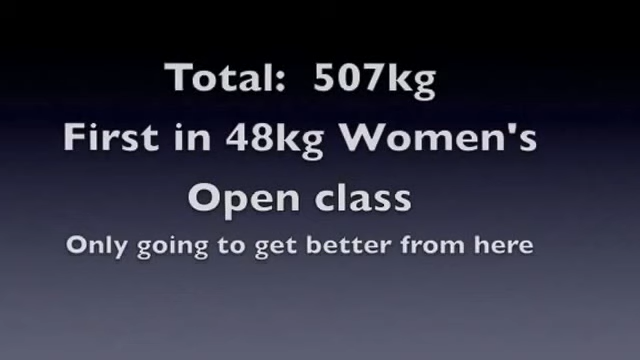 Total:  507kg
First in 48kg Women's
Open class
Only going to get better from here